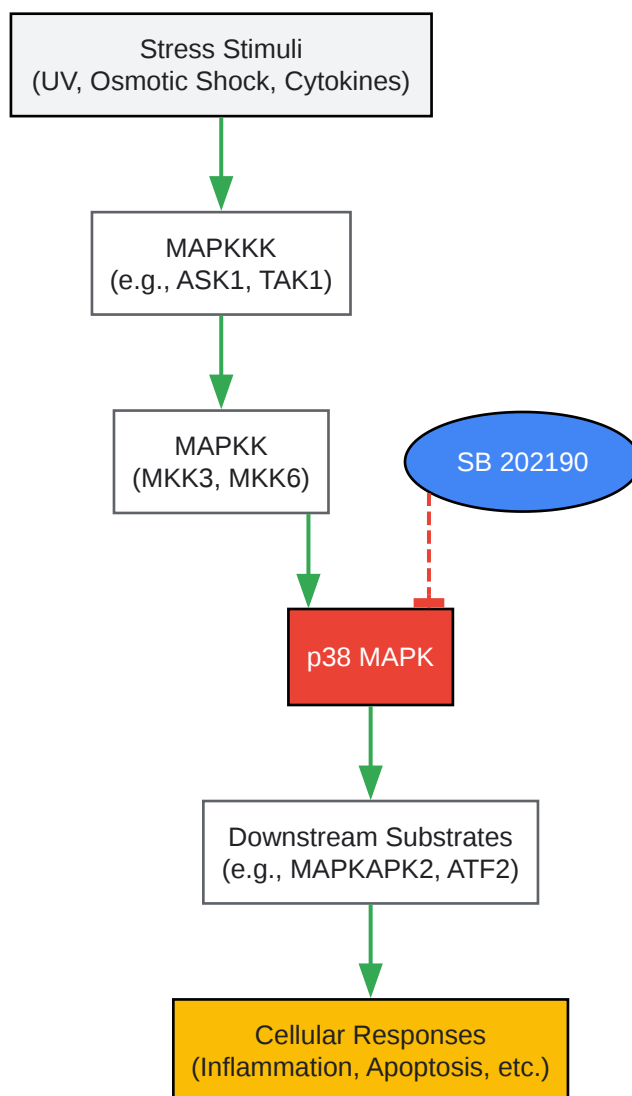 Stress Stimuli
(UV, Osmotic Shock, Cytokines)
MAPKKK
(e.g., ASK1, TAK1)
MAPKK
(MKK3, MKK6)
SB 202190
p38 MAPK
Downstream Substrates
(e.g., MAPKAPK2, ATF2)
Cellular Responses
(Inflammation, Apoptosis, etc.)